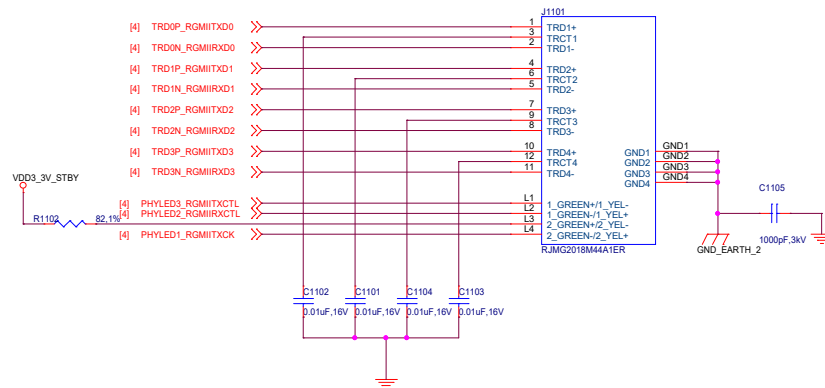 J1101
[4] TRD0P_RGMIITXD0 1 TRD1+
3 TRCT1
[4] TRD0N_RGMIIRXD0 2 TRD1-
[4] TRD1P_RGMIITXD1 4 TRD2+
6 TRCT2
[4] TRD1N_RGMIIRXD1 5 TRD2-
[4] TRD2P_RGMIITXD2 7 TRD3+
9 TRCT3
[4] TRD2N_RGMIIRXD2 8 TRD3-
[4] TRD3P_RGMIITXD3 10 TRD4+ GND1 GND1
12 TRCT4 GND2 GND2
[4] TRD3N_RGMIIRXD3 11 TRD4- GND3 GND3
GND4 GND4
VDD3_3V_STBY
C1105
[4] PHYLED3_RGMIITXCTL L1 1_GREEN+/1_YEL-
[4] PHYLED2_RGMIIRXCTL L2 1_GREEN-/1_YEL+
R1103 82,1% L3 2_GREEN+/2_YEL-
[4] PHYLED1_RGMIITXCK L4 2_GREEN-/2_YEL+
1000pF,3kV
RJMG2018M44A1ER
GND_EARTH_2
C1102 C1101 C1104 C1103
0.01uF,16V 0.01uF,16V 0.01uF,16V 0.01uF,16V